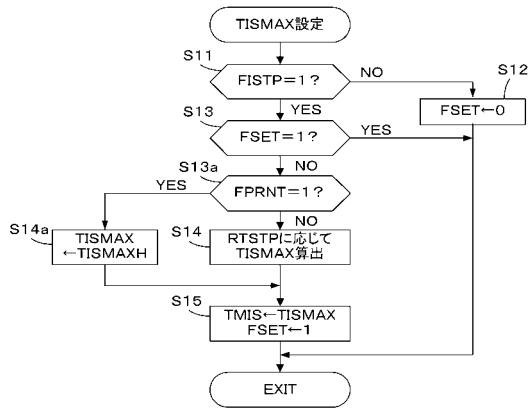 TISMAX設定
S11
FISTP=1?
NO
S12
FSET←0
YES
S13
FSET=1?
YES
NO
S13a
FPRNT=1?
YES
NO
S14a
TISMAX
←TISMAXH
S14
RTSTPに応じて
TISMAX算出
S15
TMIS←TISMAX
FSET←1
EXIT